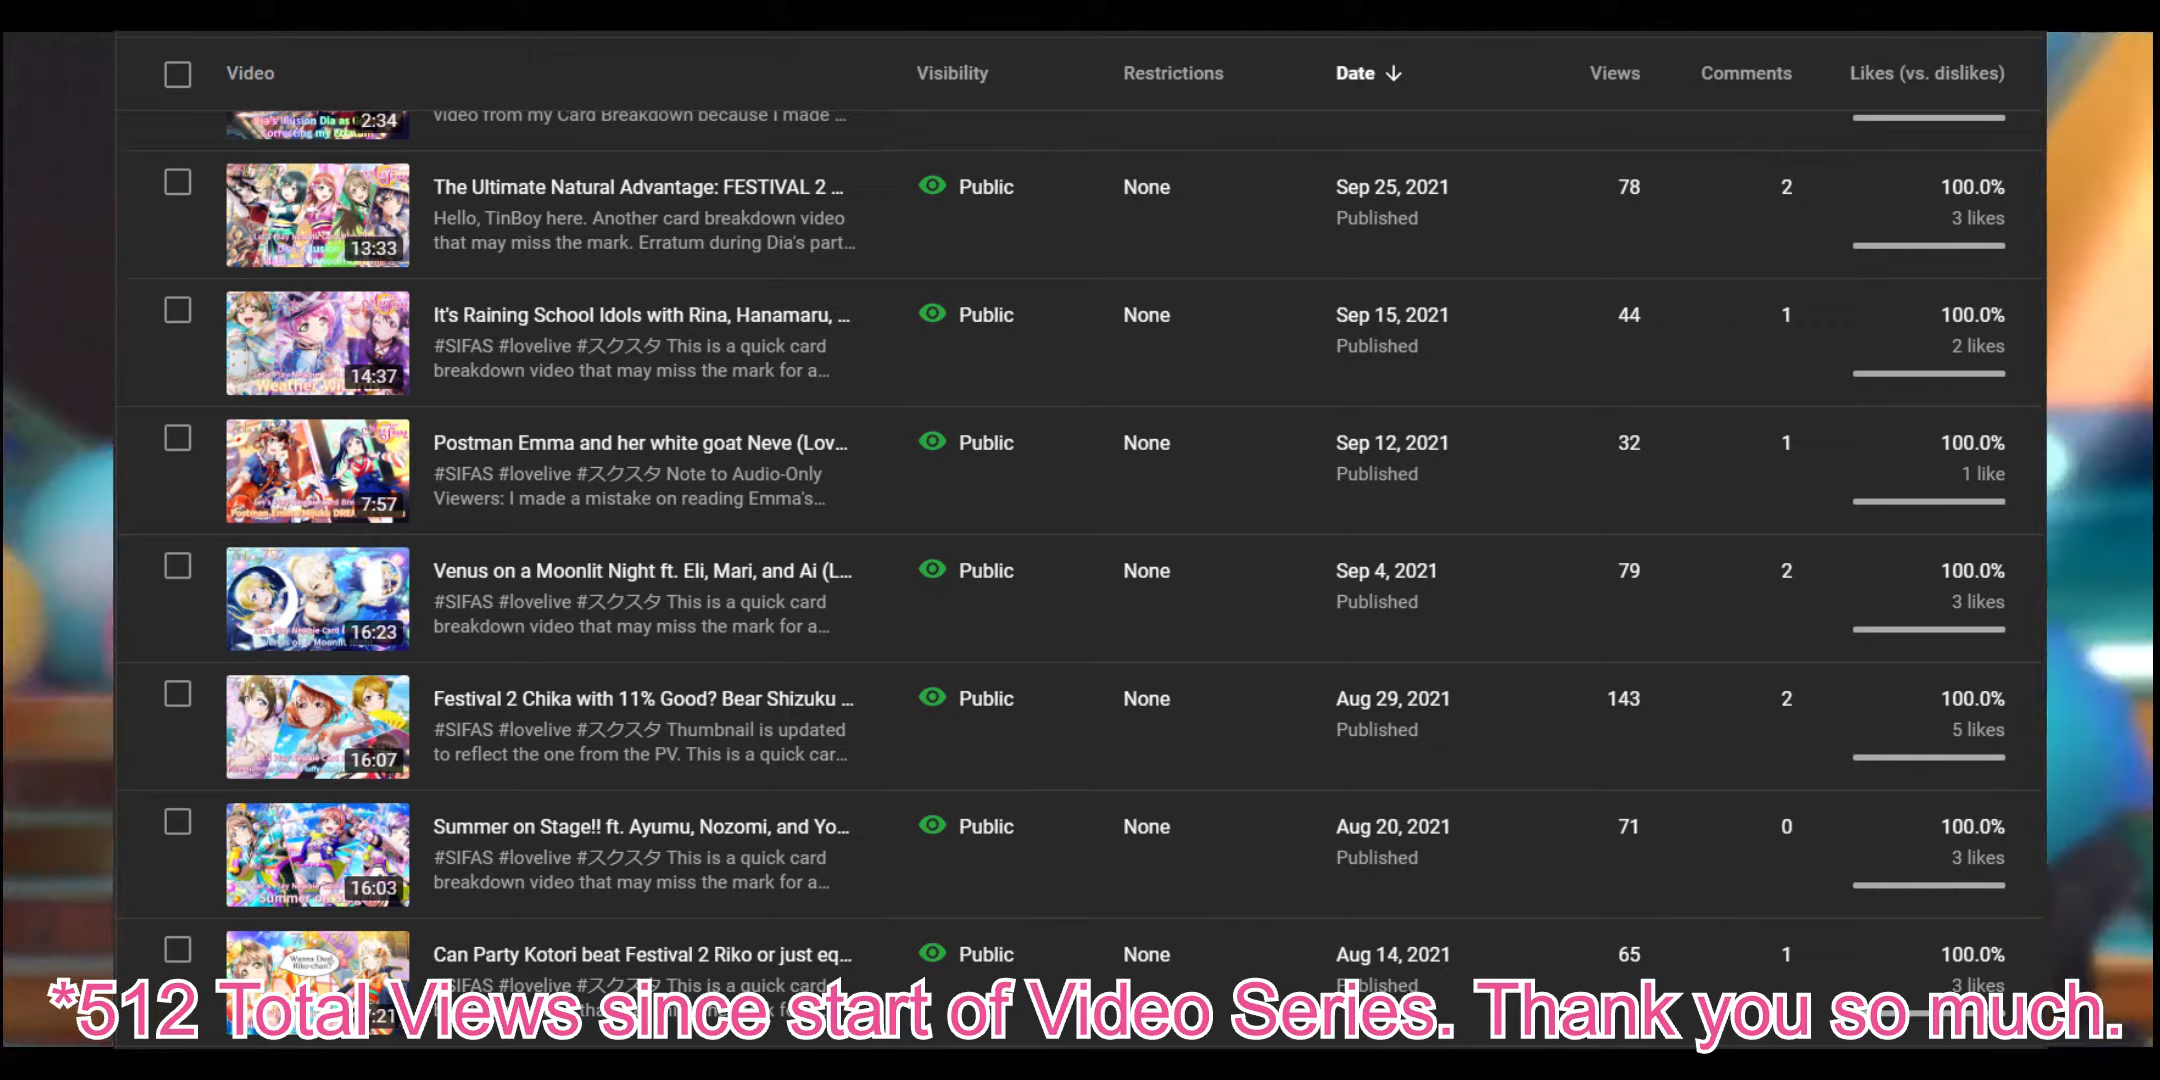 Video Visibility Restrictions Date ↓ Views Comments Likes (vs. dislikes)
2:34
video from my Card Breakdown because I made ...
The Ultimate Natural Advantage: FESTIVAL 2 ... Public None Sep 25, 2021 78 2 100.0%
Hello, TinBoy here. Another card breakdown video Published 3 likes
that may miss the mark. Erratum during Dia's part...
13:33
It's Raining School Idols with Rina, Hanamaru, ... Public None Sep 15, 2021 44 1 100.0%
#SIFAS #lovelive #スクスタ This is a quick card Published 2 likes
breakdown video that may miss the mark for a...
14:37
Postman Emma and her white goat Neve (Lov... Public None Sep 12, 2021 32 1 100.0%
#SIFAS #lovelive #スクスタ Note to Audio-Only Published 1 like
Viewers: I made a mistake on reading Emma's...
7:57
Venus on a Moonlit Night ft. Eli, Mari, and Ai (L... Public None Sep 4, 2021 79 2 100.0%
#SIFAS #lovelive #スクスタ This is a quick card Published 3 likes
breakdown video that may miss the mark for a...
16:23
Festival 2 Chika with 11% Good? Bear Shizuku ... Public None Aug 29, 2021 143 2 100.0%
#SIFAS #lovelive #スクスタ Thumbnail is updated Published 5 likes
to reflect the one from the PV. This is a quick car...
16:07
Summer on Stage!! ft. Ayumu, Nozomi, and Yo... Public None Aug 20, 2021 71 0 100.0%
#SIFAS #lovelive #スクスタ This is a quick card Published 3 likes
breakdown video that may miss the mark for a...
16:03
Can Party Kotori beat Festival 2 Riko or just eq... Public None Aug 14, 2021 65 1 100.0%
#SIFAS #lovelive #スクスタ This is a quick card Published 3 likes
*512 Total Views since start of Video Series. Thank you so much.